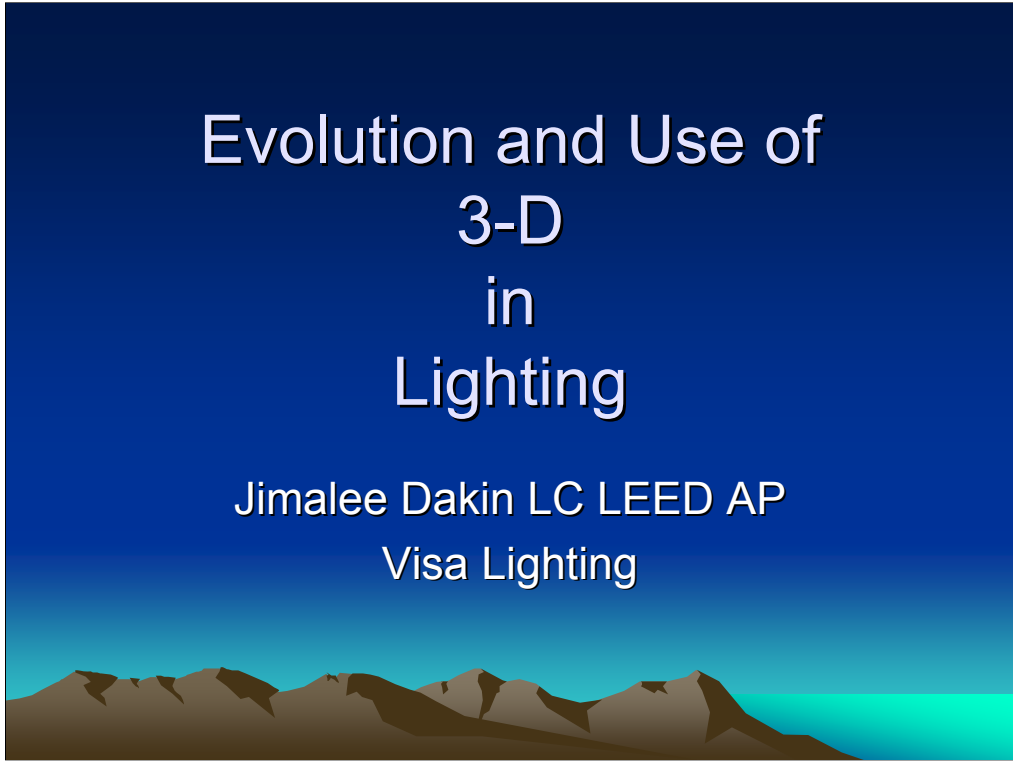 Evolution and Use of
3-D
in
Lighting
Jimalee Dakin LC LEED AP
Visa Lighting